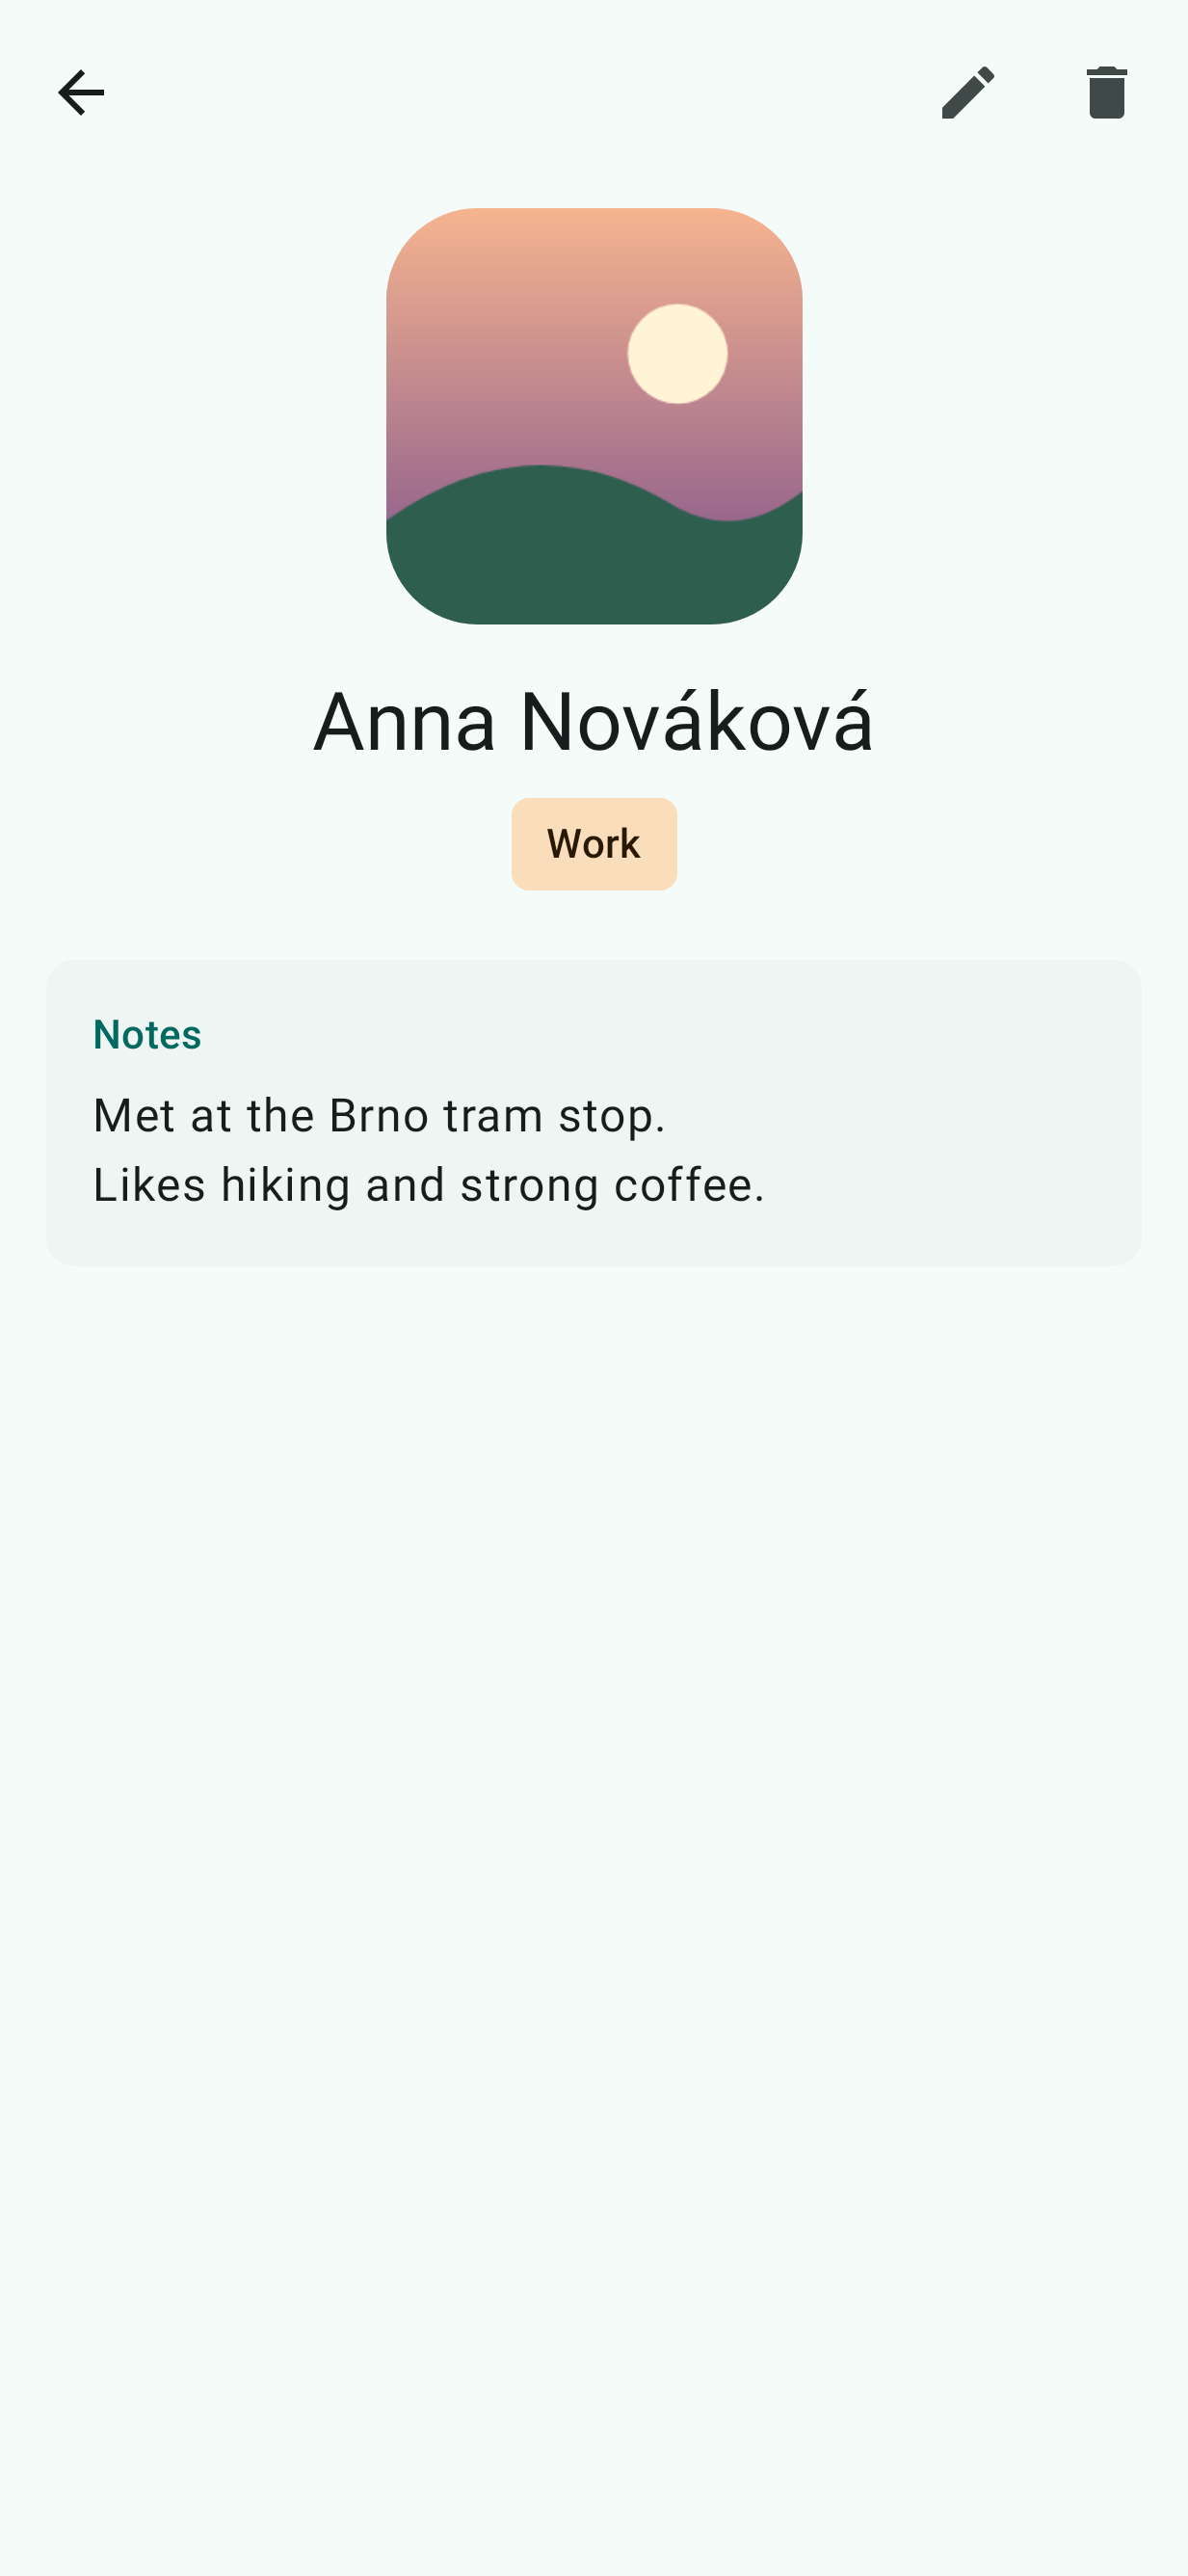 Anna Nováková
Work
Notes
Met at the Brno tram stop.
Likes hiking and strong coffee.